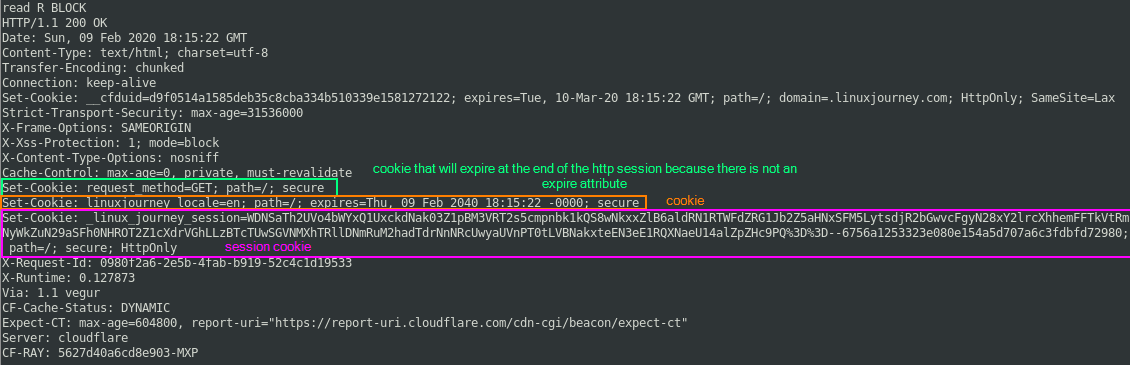 read R BLOCK
HTTP/1.1 200 OK
Date: Sun, 09 Feb 2020 18:15:22 GMT
Content-Type: text/html; charset=utf-8
Transfer-Encoding: chunked
Connection: keep-alive
Set-Cookie: __cfduid=d9f0514a1585deb35c8cba334b510339e1581272122; expires=Tue, 10-Mar-20 18:15:22 GMT; path=/; domain=.linuxjourney.com; HttpOnly; SameSite=Lax
Strict-Transport-Security: max-age=31536000
X-Frame-Options: SAMEORIGIN
X-Xss-Protection: 1; mode=block
X-Content-Type-Options: nosniff
Cache-Control: max-age=0, private, must-revalidate
cookie that will expire at the end of the http session because there is not an
expire attribute
Set-Cookie: request_method=GET; path=/; secure
Set-Cookie: linuxjourney_locale=en; path=/; expires=Thu, 09 Feb 2040 18:15:22 -0000; secure
cookie
Set-Cookie: _linux_journey_session=WDNSaTh2UVo4bWYxQ1UxckdNak03Z1pBM3VRT2s5cmpnbk1kQS8wNkxxZlB6aldRN1RTWFdZRG1Jb2Z5aHNxSFM5LytsdjR2bGwvcFgyN28xY2lrcXhhemFFTkVtRm
NyWkZuN29aSFh0NHROT2Z1cXdrVGhLLzBTcTUwSGVNMXhTRllDNmRuM2hadTdrNnNRcUwyaUVnPT0tLVBNakxteEN3eE1RQXNaeU14alZpZHc9PQ%3D%3D--6756a1253323e080e154a5d707a6c3fdbfd72980;
path=/; secure; HttpOnly
session cookie
X-Request-Id: 0980f2a6-2e5b-4fab-b919-52c4c1d19533
X-Runtime: 0.127873
Via: 1.1 vegur
CF-Cache-Status: DYNAMIC
Expect-CT: max-age=604800, report-uri="https://report-uri.cloudflare.com/cdn-cgi/beacon/expect-ct"
Server: cloudflare
CF-RAY: 5627d40a6cd8e903-MXP